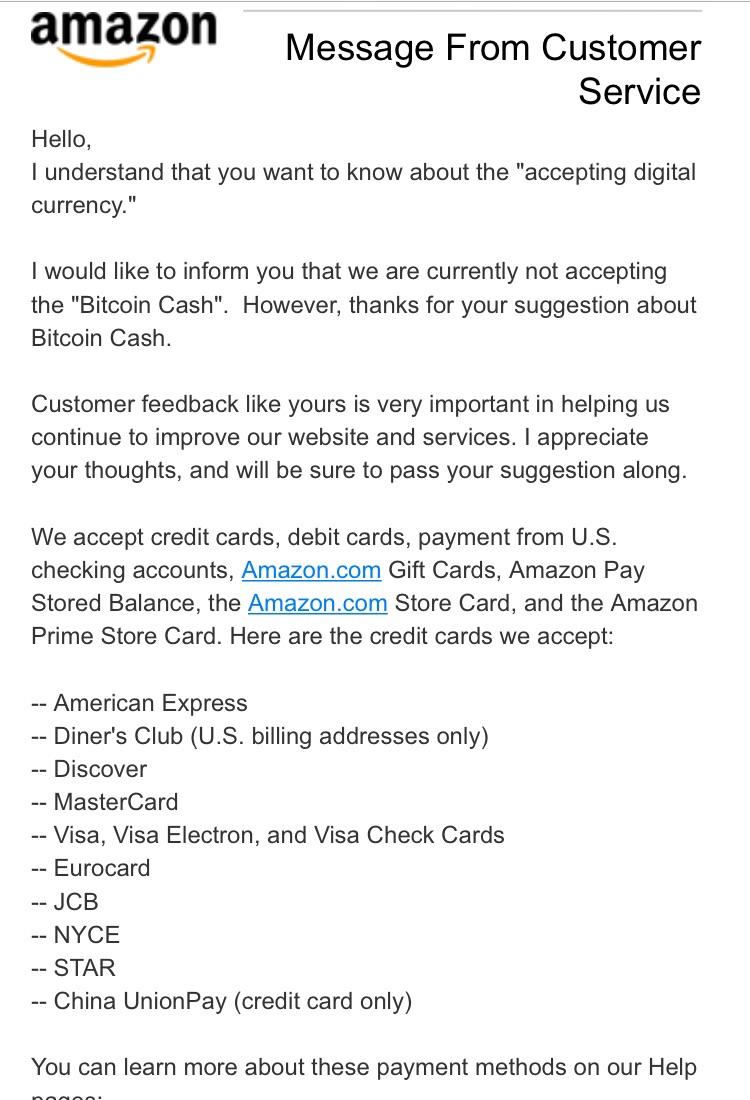 amazon
Message From Customer
Service
Hello,
I understand that you want to know about the "accepting digital
currency."
I would like to inform you that we are currently not accepting
the "Bitcoin Cash".  However, thanks for your suggestion about
Bitcoin Cash.
Customer feedback like yours is very important in helping us
continue to improve our website and services. I appreciate
your thoughts, and will be sure to pass your suggestion along.
We accept credit cards, debit cards, payment from U.S.
checking accounts, Amazon.com Gift Cards, Amazon Pay
Stored Balance, the Amazon.com Store Card, and the Amazon
Prime Store Card. Here are the credit cards we accept:
-- American Express
-- Diner's Club (U.S. billing addresses only)
-- Discover
-- MasterCard
-- Visa, Visa Electron, and Visa Check Cards
-- Eurocard
-- JCB
-- NYCE
-- STAR
-- China UnionPay (credit card only)
You can learn more about these payment methods on our Help
pages: